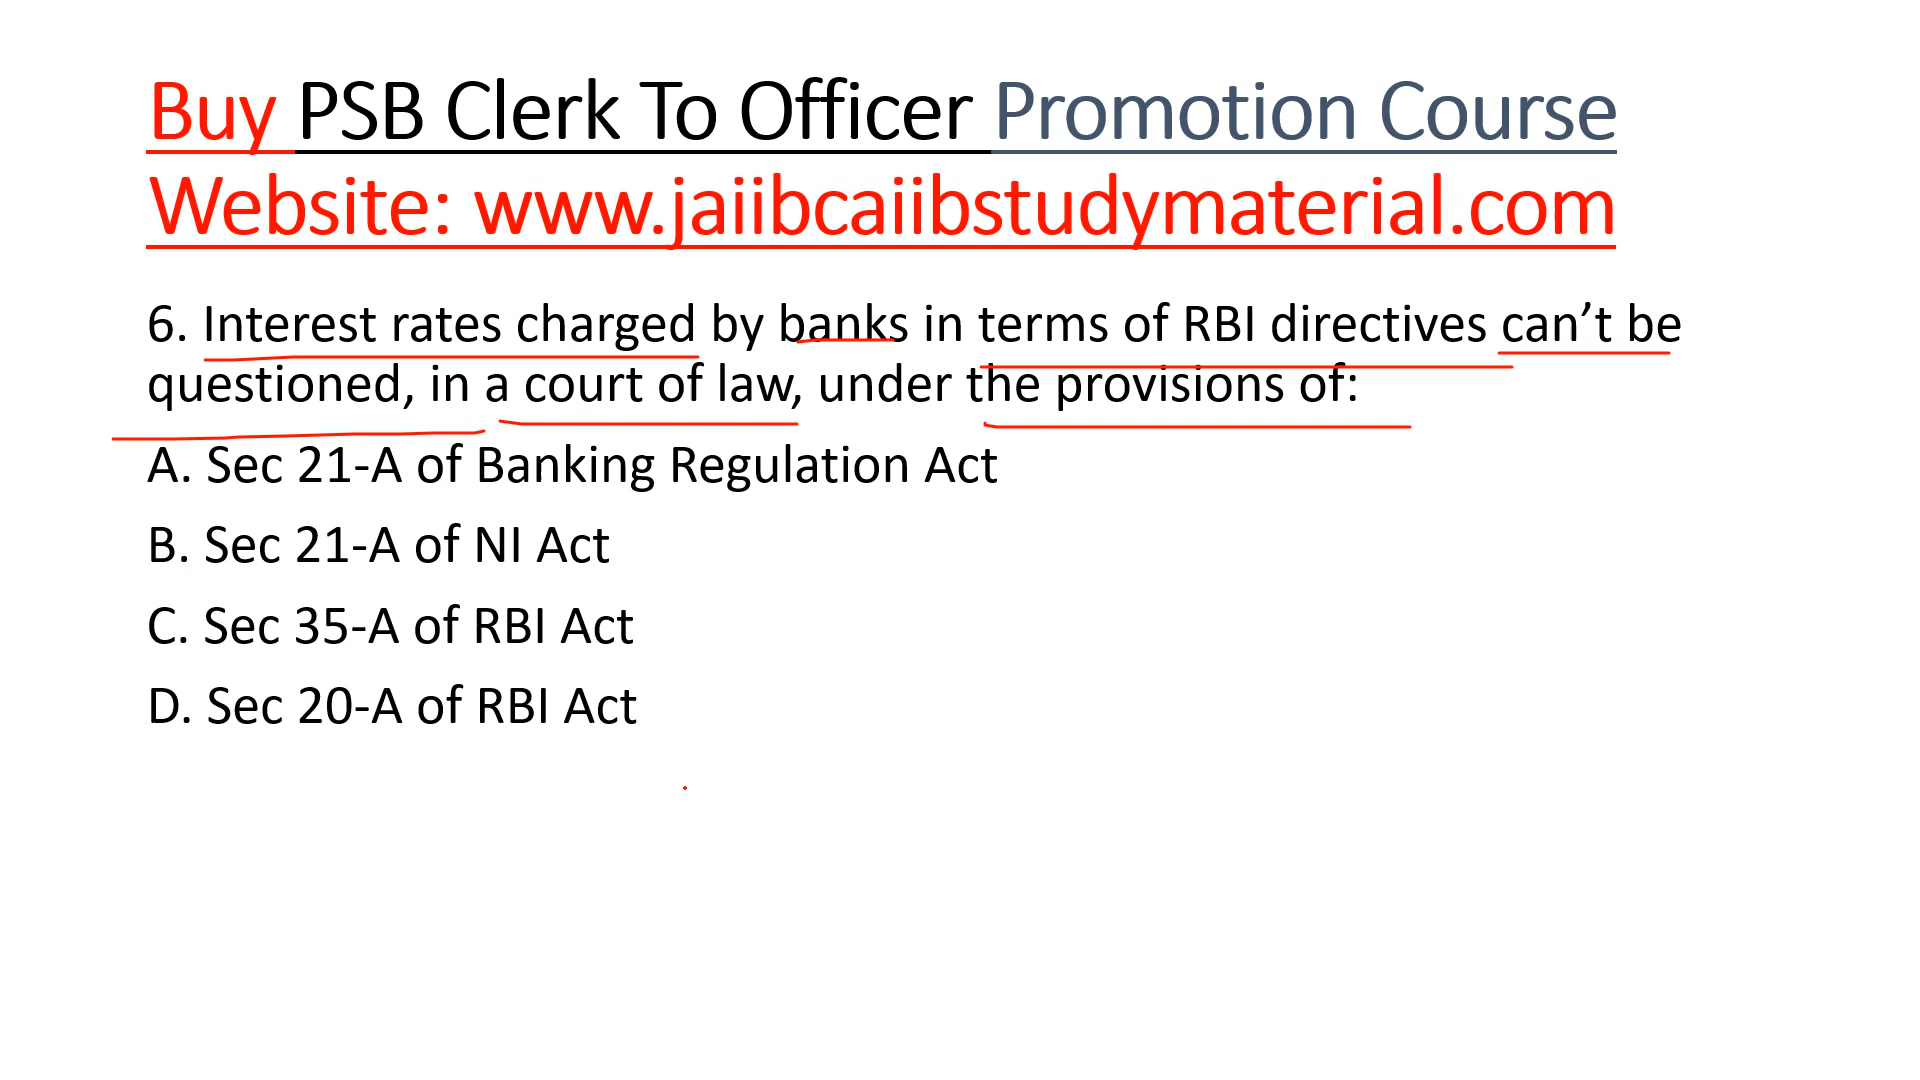 Buy PSB Clerk To Officer Promotion Course
Website: www.jaiibcaiibstudymaterial.com
6. Interest rates charged by banks in terms of RBI directives can’t be
questioned, in a court of law, under the provisions of:
A. Sec 21-A of Banking Regulation Act
B. Sec 21-A of NI Act
C. Sec 35-A of RBI Act
D. Sec 20-A of RBI Act